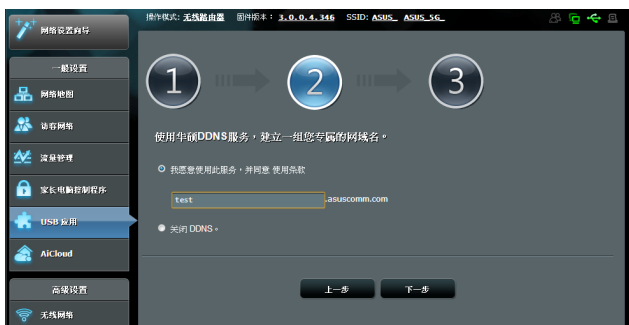 网络设置向导
操作模式: 无线路由器 固件版本: 3.0.0.4.346 SSID: ASUS_ ASUS_5G_
一般设置
网络地图
访客网络
流量管理
家长电脑控制程序
USB 应用
AiCloud
高级设置
无线网络
1 2 3
使用华硕DDNS服务，建立一组您专属的网域名。
我愿意使用此服务，并同意 使用条款
test .asuscomm.com
关闭 DDNS。
上一步 下一步